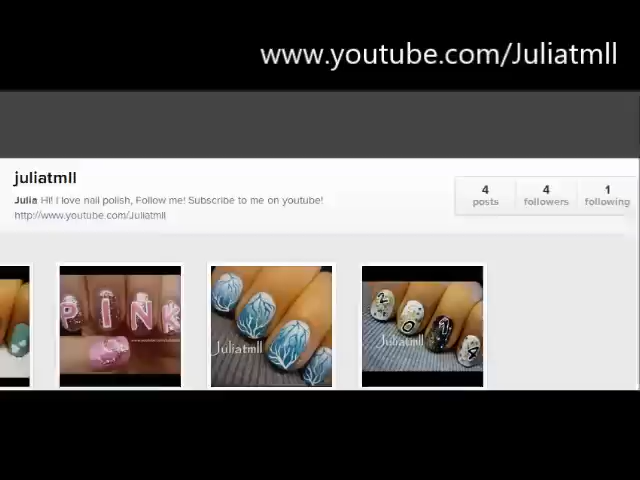 www.youtube.com/Juliatmll
juliatmll
Julia Hi! I love nail polish, Follow me! Subscribe to me on youtube!
http://www.youtube.com/Juliatmll
4 4 1
posts followers following
PINK
Juliatmll
2014
Juliatmll